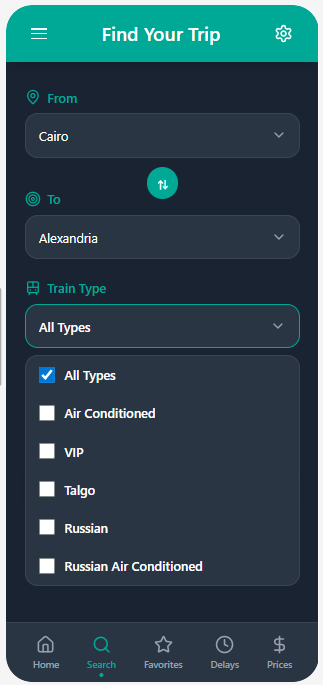 Find Your Trip
From
Cairo
To
Alexandria
Train Type
All Types
All Types
Air Conditioned
VIP
Talgo
Russian
Russian Air Conditioned
Home Search Favorites Delays Prices